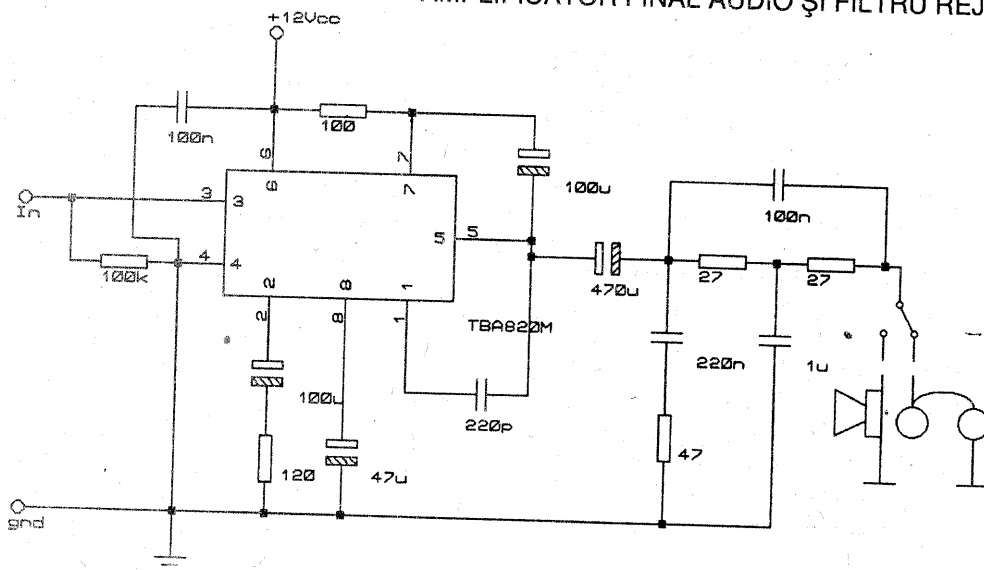 AMPLIFICATOR FINAL AUDIO ŞI FILTRU REJ
+12Vcc
100n
6
100
7
6
7
100u
100n
In
3
3
5
5
100k
4
4
27
27
470u
2
8
1
2
8
1
TBA820M
220n
1u
100u
220p
120
47u
47
gnd